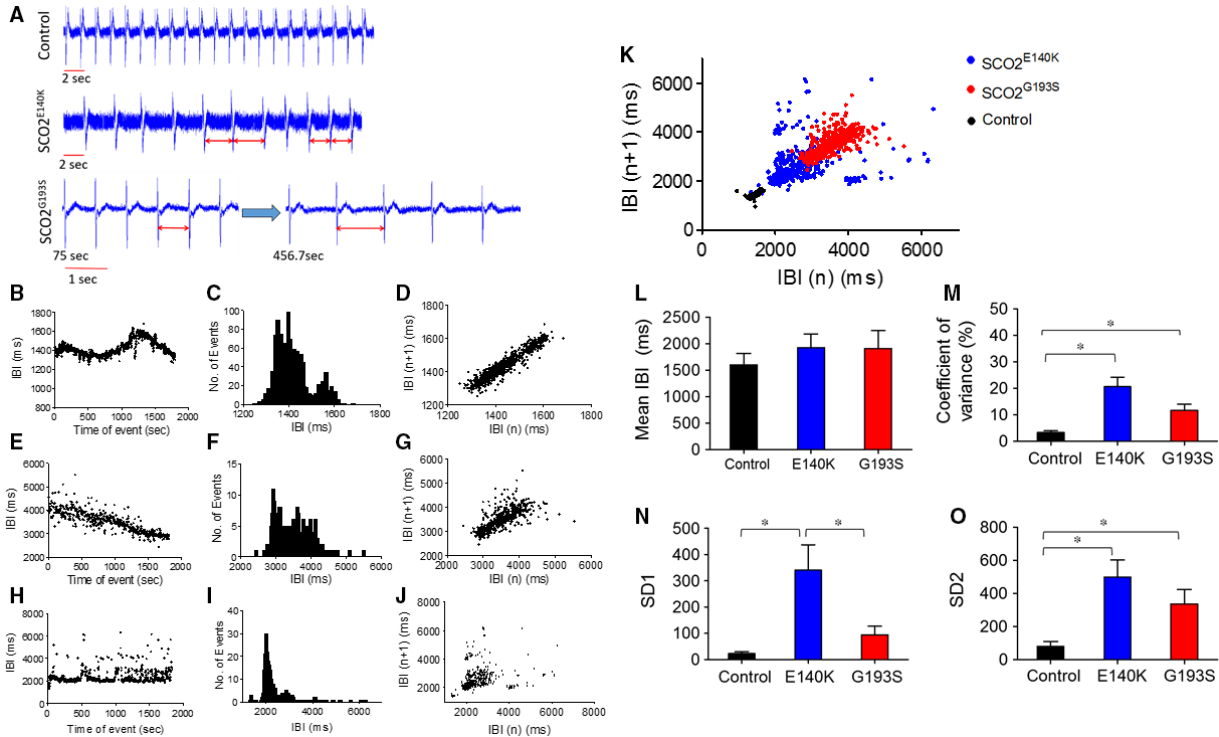 A
Control
2 sec
SCO2E140K
2 sec
SCO2G193S
75 sec
456.7sec
1 sec
B
IBI (ms)
1800
1600
1400
1200
1000
800
0 500 1000 1500 2000
Time of event (sec)
C
No. of Events
100
80
60
40
20
0
1200 1400 1600 1800
IBI (ms)
D
IBI (n+1) (ms)
1800
1600
1400
1200
1200 1400 1600 1800
IBI (n) (ms)
E
IBI (ms)
6000
5000
4000
3000
2000
0 500 1000 1500 2000
Time of event (sec)
F
No. of Events
15
10
5
0
2000 3000 4000 5000 6000
IBI (ms)
G
IBI (n+1) (ms)
6000
5000
4000
3000
2000
2000 3000 4000 5000 6000
IBI (n) (ms)
H
IBI (ms)
8000
6000
4000
2000
0
0 500 1000 1500 2000
Time of event (sec)
I
No. of Events
40
30
20
10
0
2000 4000 6000
IBI (ms)
J
IBI (n+1) (ms)
8000
6000
4000
2000
2000 4000 6000 8000
IBI (n) (ms)
K
IBI (n+1) (ms)
6000
4000
2000
0
0 2000 4000 6000
IBI (n) (ms)
SCO2E140K
SCO2G193S
Control
L
Mean IBI (ms)
2500
2000
1500
1000
500
0
Control E140K G193S
M
Coefficient of
variance (%)
50
40
30
20
10
0
* *
Control E140K G193S
N
SD1
500
400
300
200
100
0
* *
Control E140K G193S
O
SD2
800
600
400
200
0
* *
Control E140K G193S